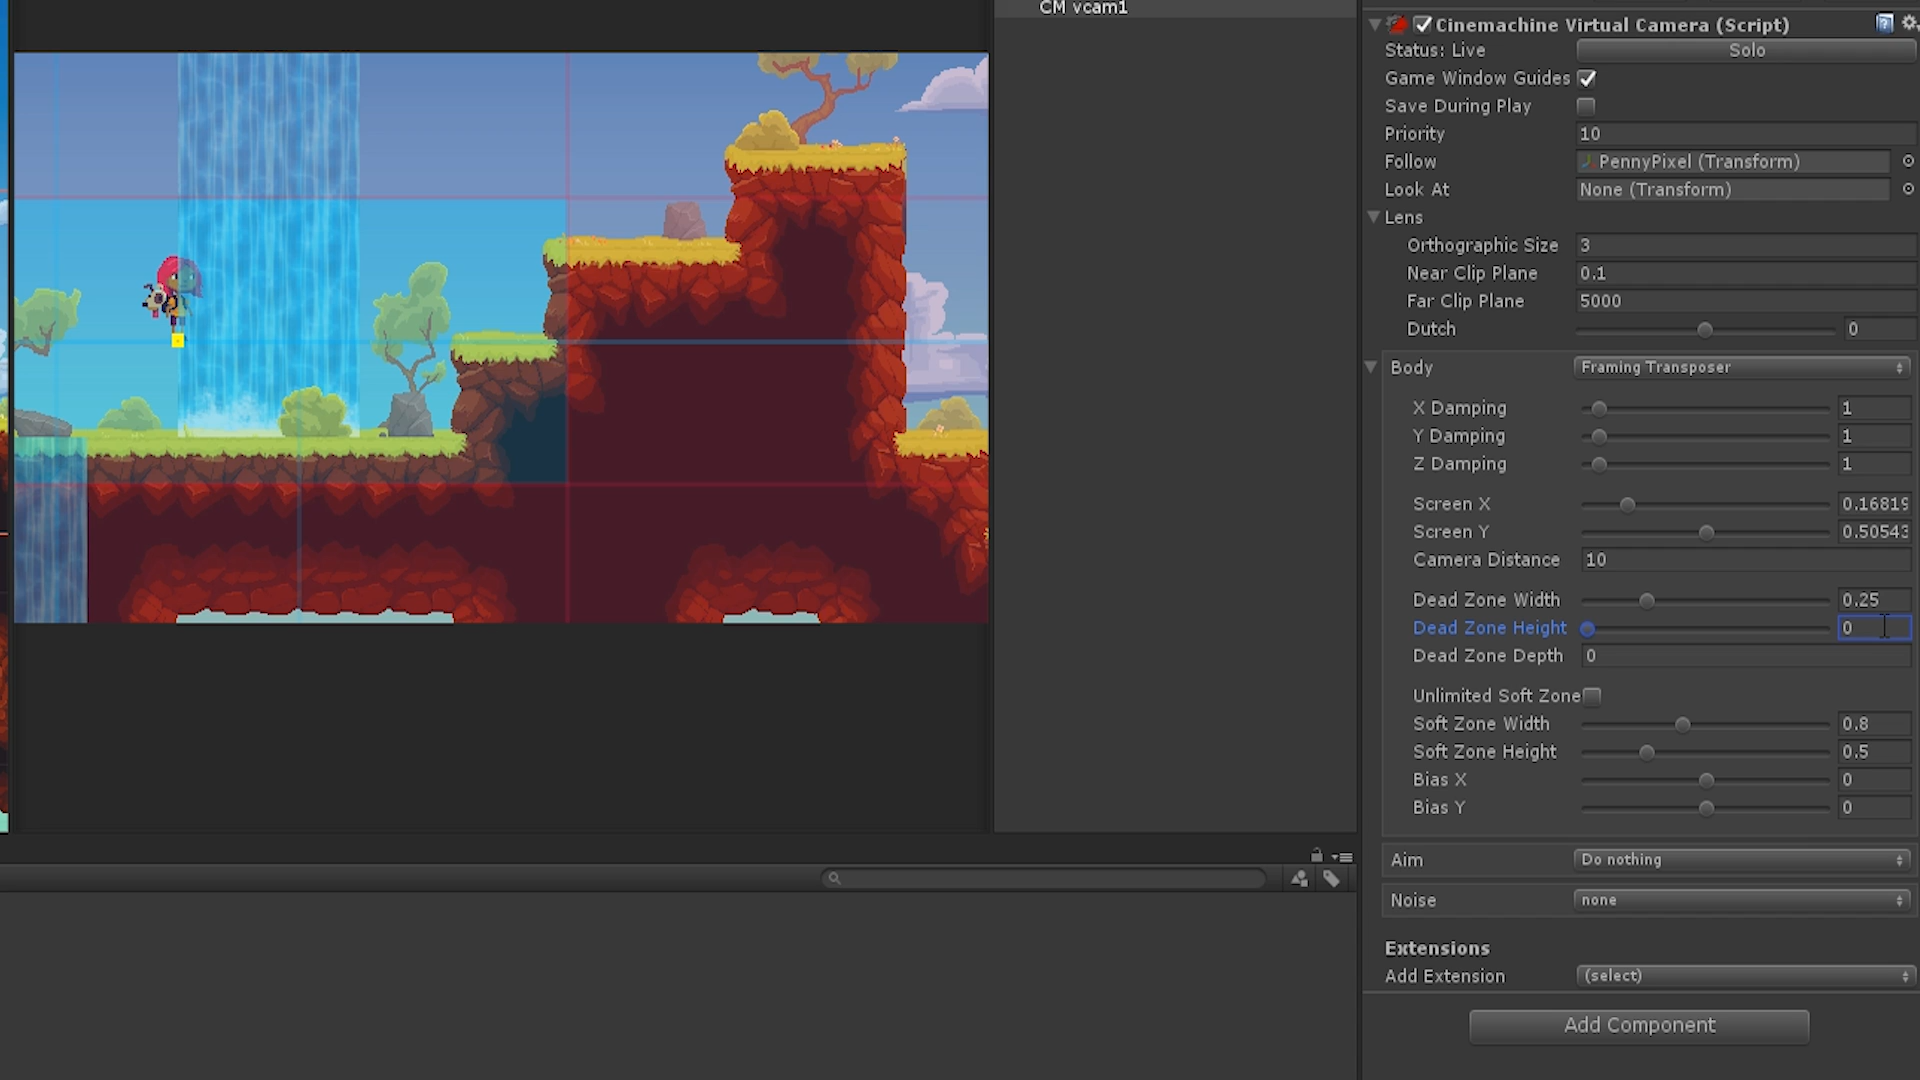 CM vcam1
Cinemachine Virtual Camera (Script)
Status: Live
Solo
Game Window Guides
Save During Play
Priority
10
Follow
PennyPixel (Transform)
Look At
None (Transform)
Lens
Orthographic Size
3
Near Clip Plane
0.1
Far Clip Plane
5000
Dutch
0
Body
Framing Transposer
X Damping
1
Y Damping
1
Z Damping
1
Screen X
0.16819
Screen Y
0.50543
Camera Distance
10
Dead Zone Width
0.25
Dead Zone Height
0
Dead Zone Depth
0
Unlimited Soft Zone
Soft Zone Width
0.8
Soft Zone Height
0.5
Bias X
0
Bias Y
0
Aim
Do nothing
Noise
none
Extensions
Add Extension
(select)
Add Component